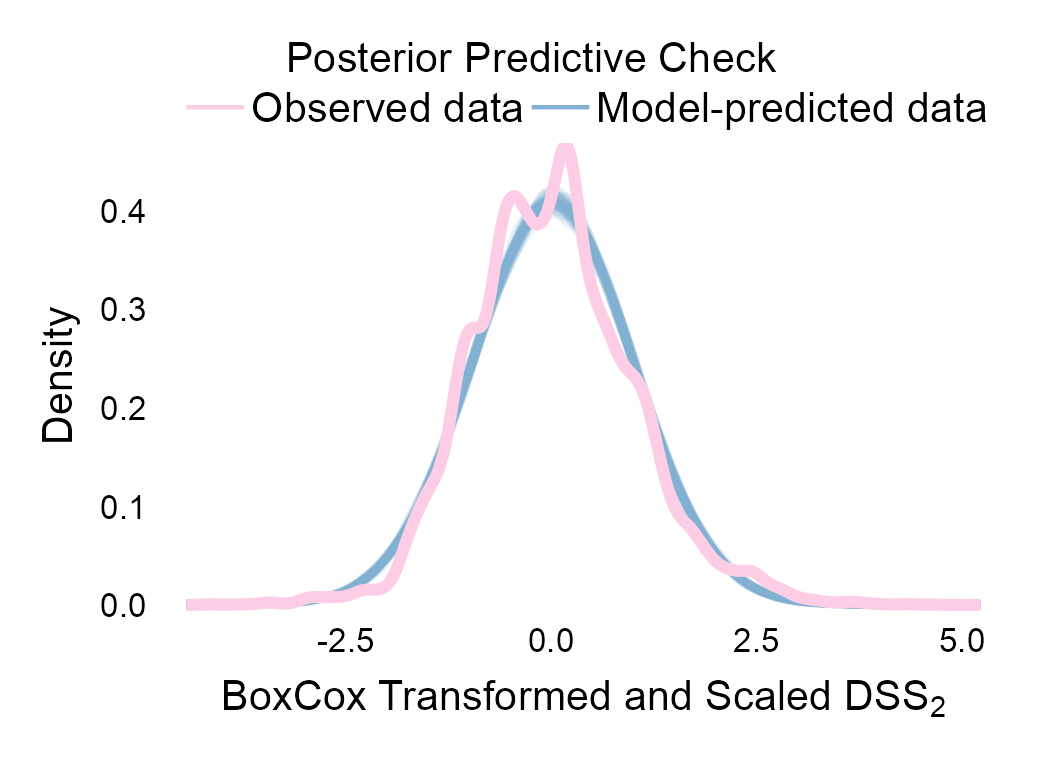 Posterior Predictive Check
Observed data Model-predicted data
Density
0.4
0.3
0.2
0.1
0.0
-2.5 0.0 2.5 5.0
BoxCox Transformed and Scaled DSS₂